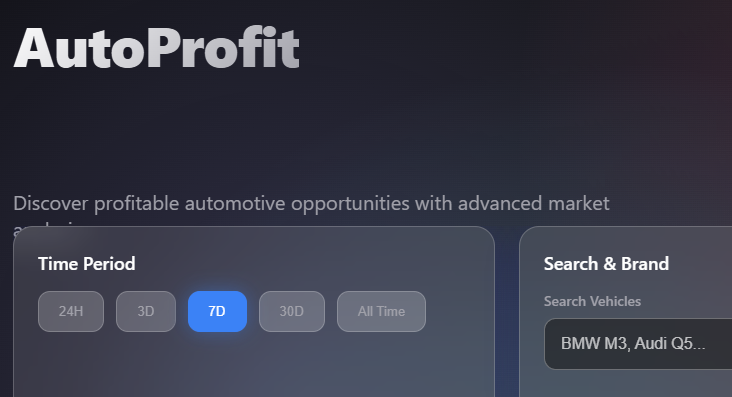 AutoProfit
Discover profitable automotive opportunities with advanced market
Time Period
24H
3D
7D
30D
All Time
Search & Brand
Search Vehicles
BMW M3, Audi Q5...